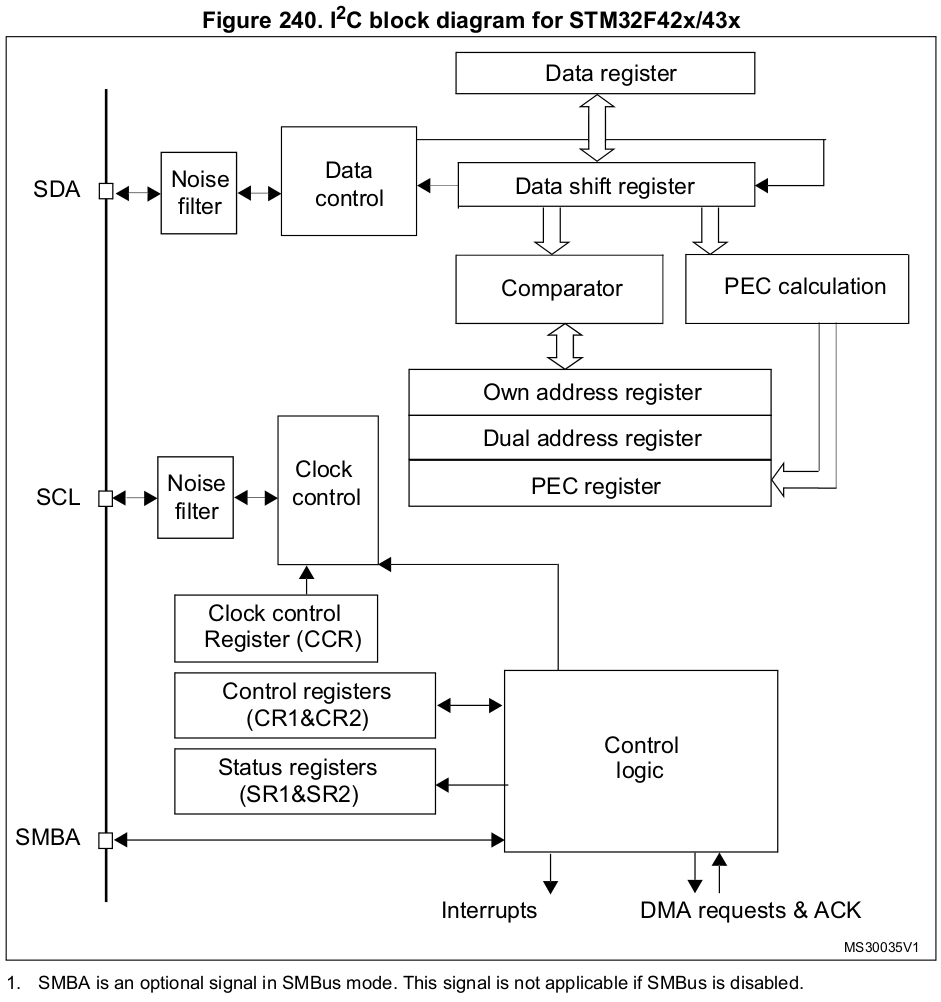 Figure 240. I2C block diagram for STM32F42x/43x
Data register
SDA
Noise
filter
Data
control
Data shift register
Comparator
PEC calculation
Own address register
Dual address register
PEC register
SCL
Noise
filter
Clock
control
Clock control
Register (CCR)
Control registers
(CR1&CR2)
Status registers
(SR1&SR2)
Control
logic
SMBA
Interrupts
DMA requests & ACK
MS30035V1
1. SMBA is an optional signal in SMBus mode. This signal is not applicable if SMBus is disabled.